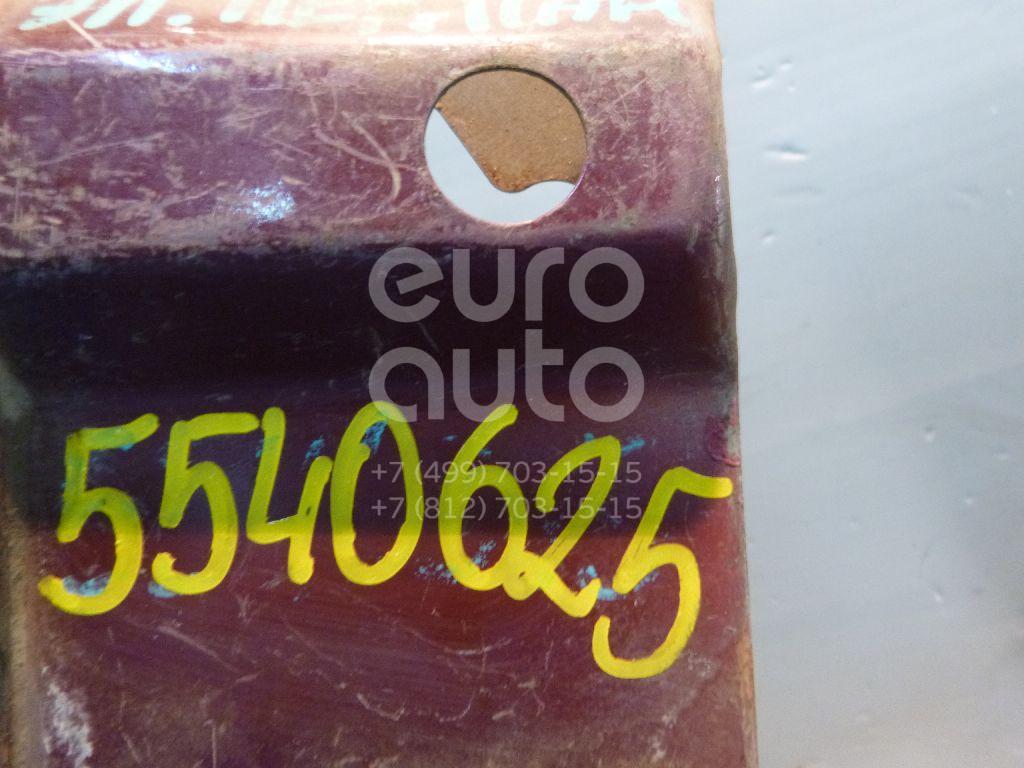 euro
auto
+7 (499) 703-15-15
+7 (812) 703-15-15
5540625